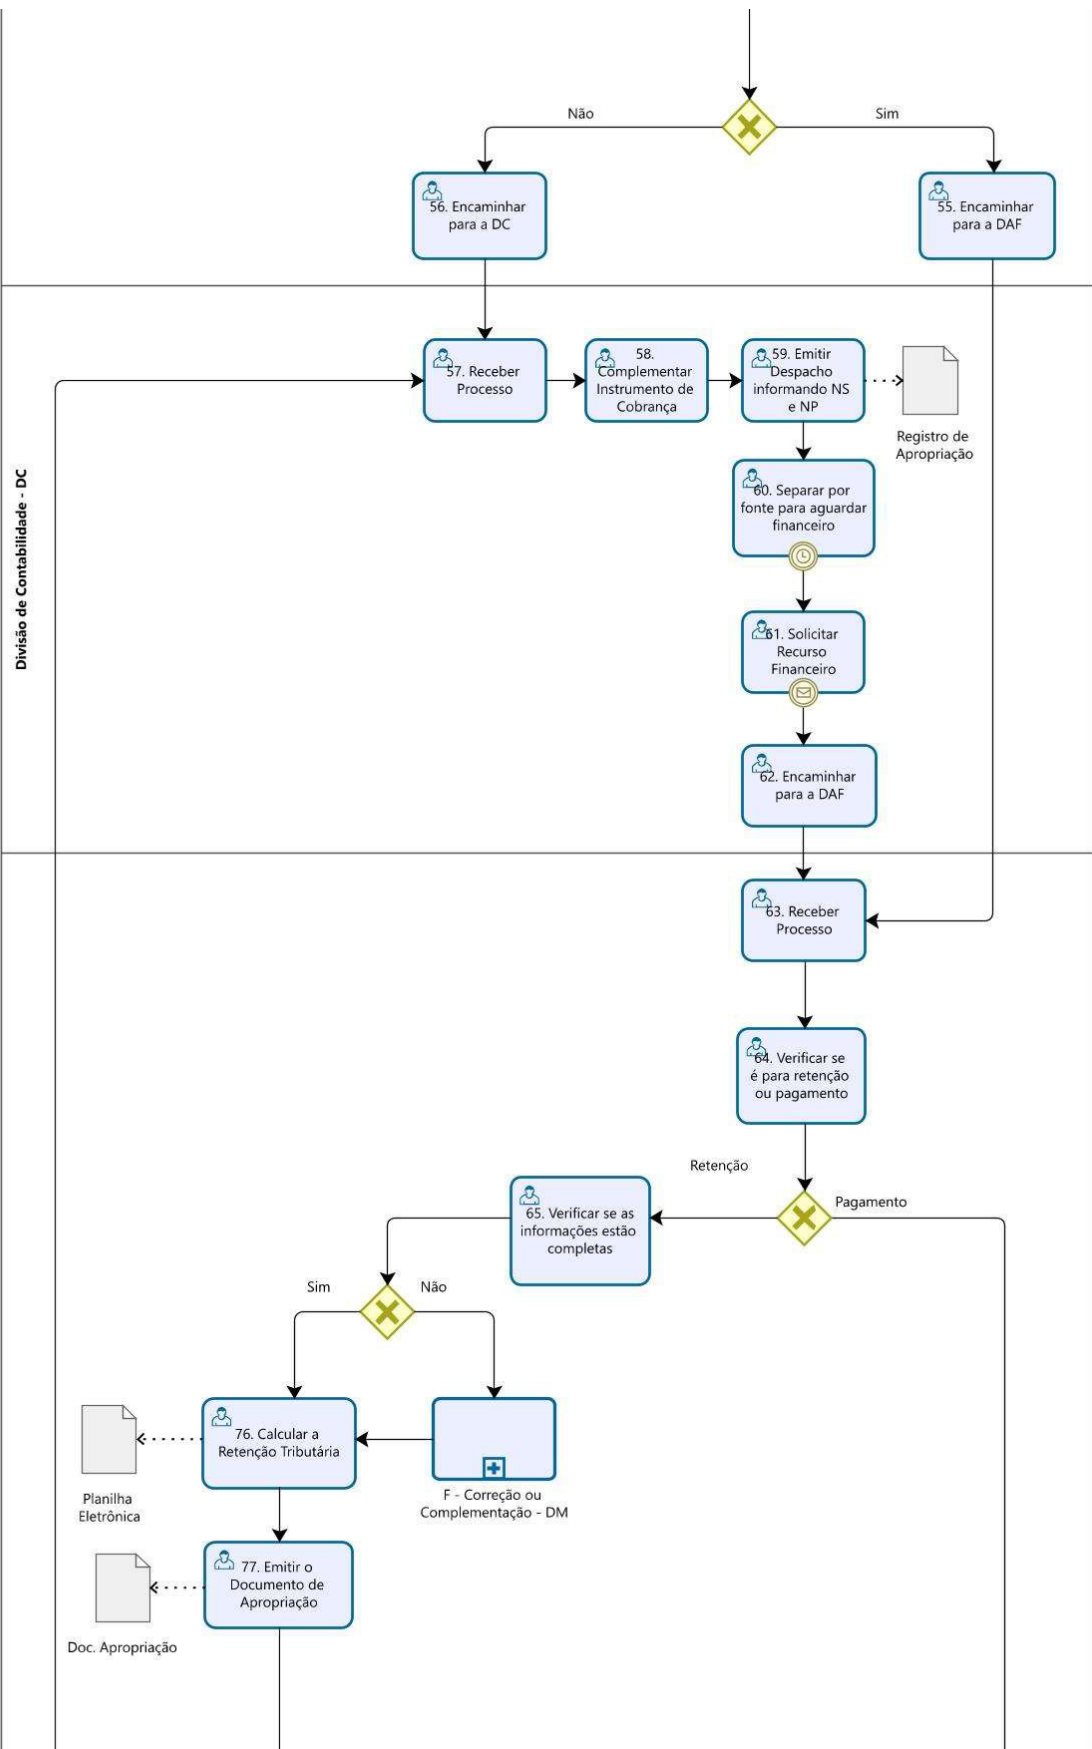 Não
Sim
56. Encaminhar
para a DC
55. Encaminhar
para a DAF
Divisão de Contabilidade - DC
57. Receber
Processo
58.
Complementar
Instrumento de
Cobrança
59. Emitir
Despacho
informando NS
e NP
Registro de
Apropriação
60. Separar por
fonte para aguardar
financeiro
61. Solicitar
Recurso
Financeiro
62. Encaminhar
para a DAF
63. Receber
Processo
64. Verificar se
é para retenção
ou pagamento
Retenção
Pagamento
65. Verificar se as
informações estão
completas
Sim
Não
76. Calcular a
Retenção Tributária
Planilha
Eletrônica
F - Correção ou
Complementação - DM
77. Emitir o
Documento de
Apropriação
Doc. Apropriação